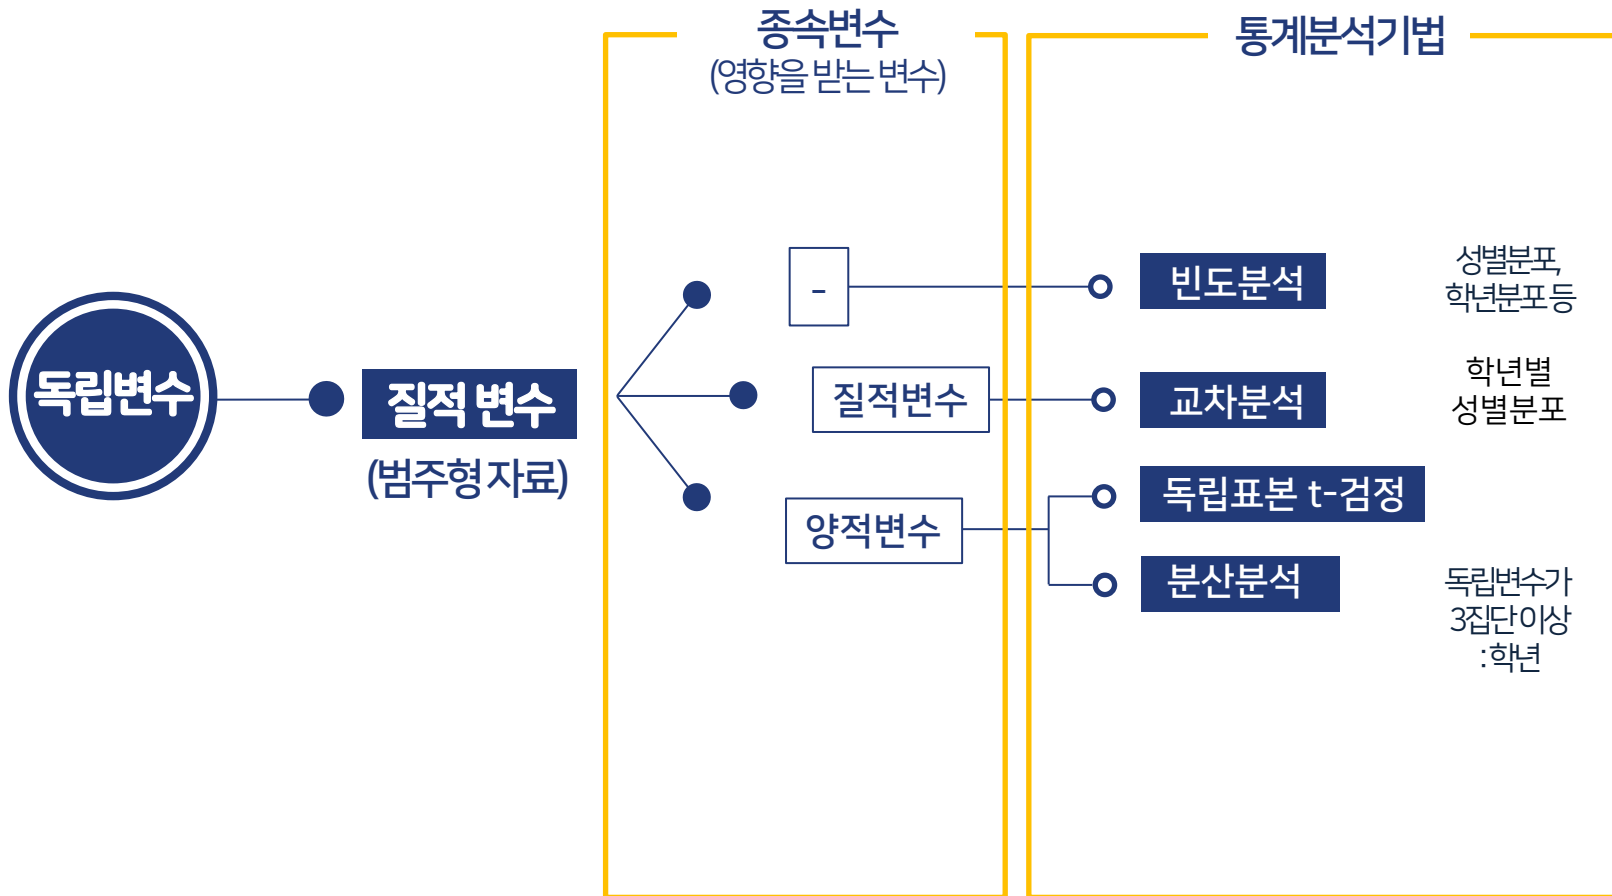 종속변수
(영향을 받는 변수)
통계분석기법
독립변수
질적 변수
(범주형 자료)
-
빈도분석
성별분포,
학년분포 등
질적변수
교차분석
학년별
성별분포
양적변수
독립표본 t-검정
분산분석
독립변수가
3집단 이상
: 학년